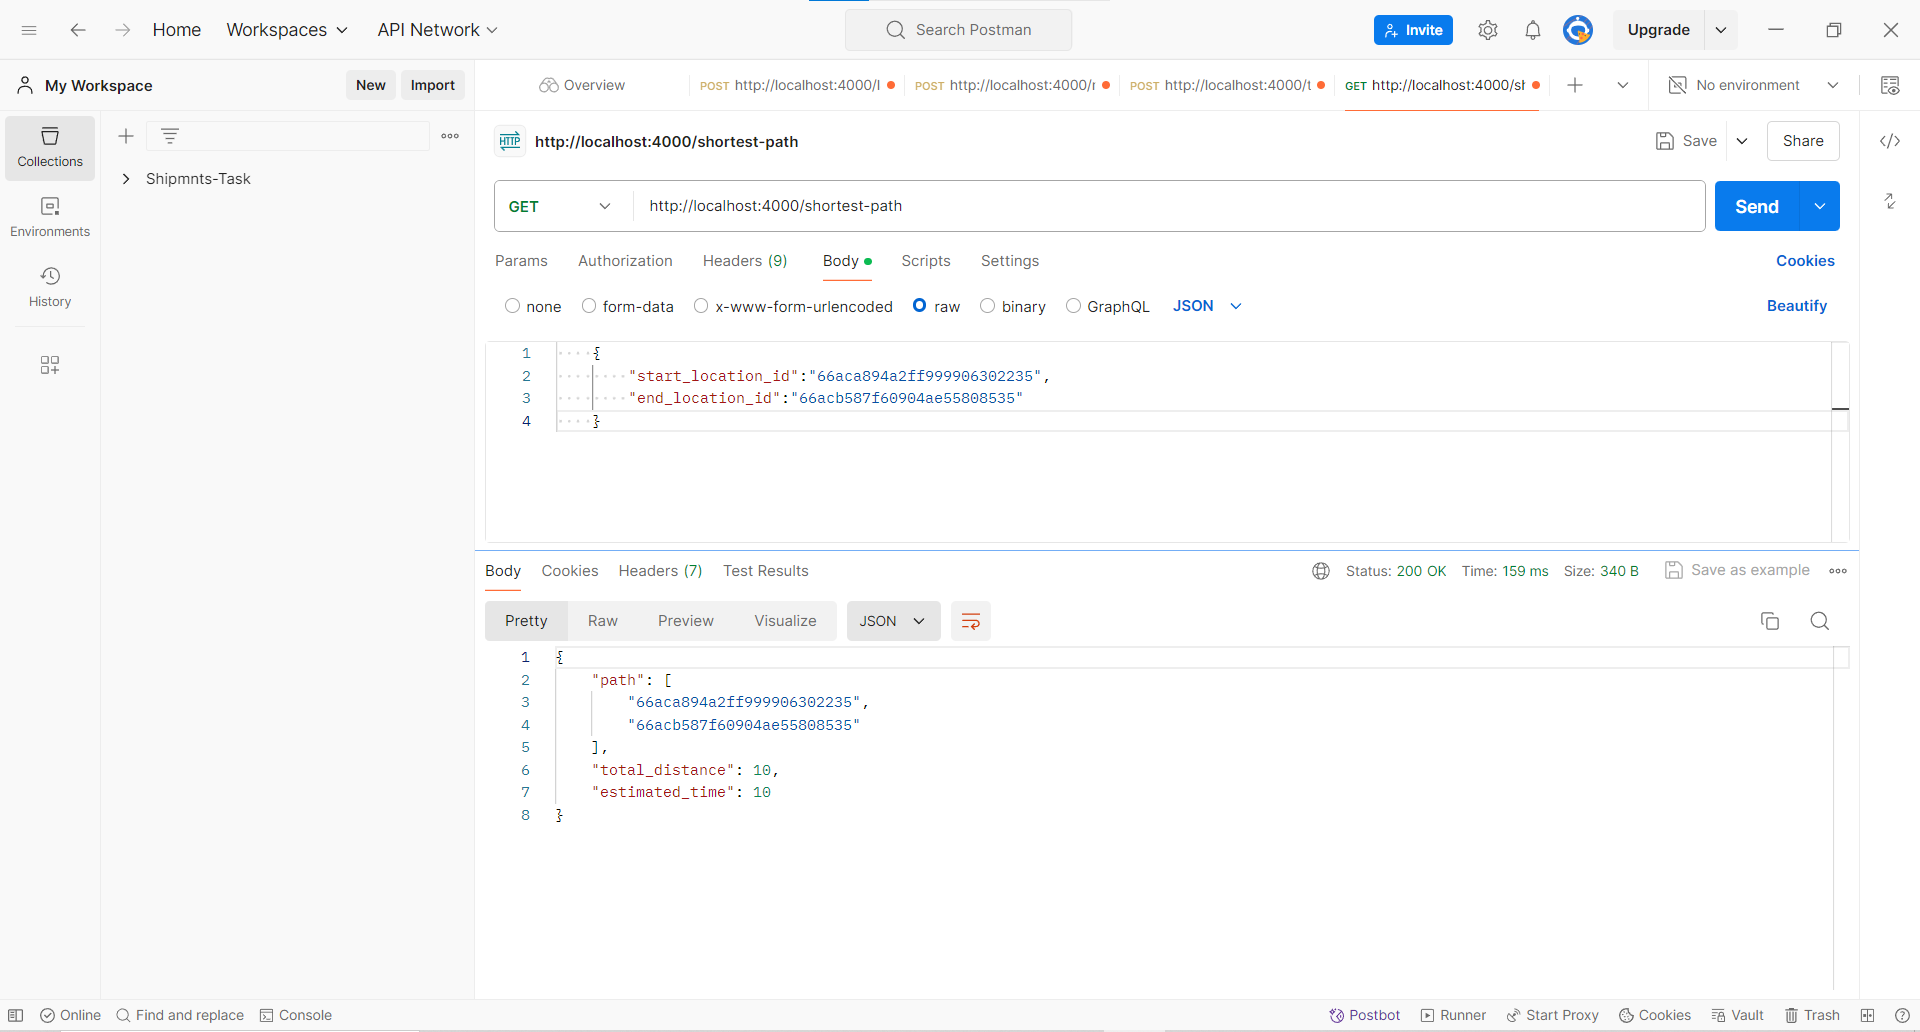 Home Workspaces API Network Search Postman Invite Upgrade
My Workspace New Import Overview POST http://localhost:4000/l POST http://localhost:4000/r POST http://localhost:4000/t GET http://localhost:4000/sh No environment
HTTP http://localhost:4000/shortest-path Save Share
Collections
Environments
History
Shipmnts-Task
GET http://localhost:4000/shortest-path Send
Params Authorization Headers (9) Body Scripts Settings Cookies
none form-data x-www-form-urlencoded raw binary GraphQL JSON Beautify
1 {
2 "start_location_id":"66aca894a2ff999906302235",
3 "end_location_id":"66acb587f60904ae55808535"
4 }
Body Cookies Headers (7) Test Results Status: 200 OK Time: 159 ms Size: 340 B Save as example
Pretty Raw Preview Visualize JSON
1 {
2 "path": [
3 "66aca894a2ff999906302235",
4 "66acb587f60904ae55808535"
5 ],
6 "total_distance": 10,
7 "estimated_time": 10
8 }
Online Find and replace Console Postbot Runner Start Proxy Cookies Vault Trash